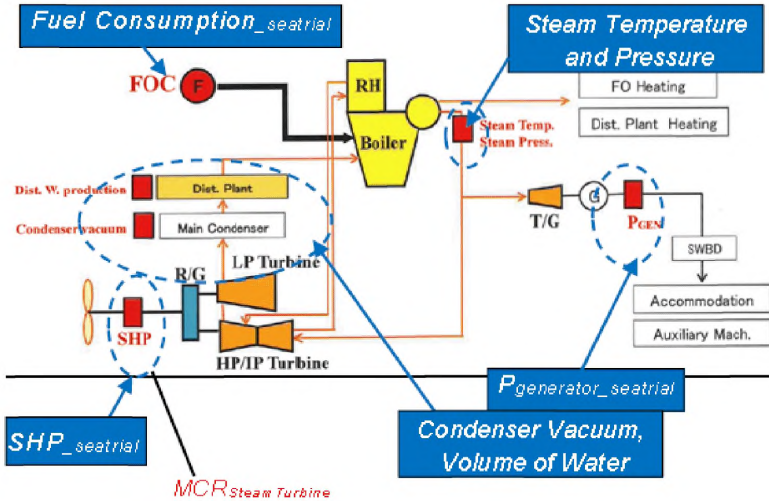 Fuel Consumption_seatrial
Steam Temperature
and Pressure
FOC
F
RH
FO Heating
Boiler
Steam Temp.
Steam Press.
Dist. Plant Heating
Dist. W. production
Dist. Plant
Condenser vacuum
Main Condenser
T/G
G
PGEN
SWBD
R/G
LP Turbine
Accommodation
SHP
Auxiliary Mach.
HP/IP Turbine
Pgenerator_seatrial
SHP_seatrial
Condenser Vacuum,
Volume of Water
MCR Steam Turbine